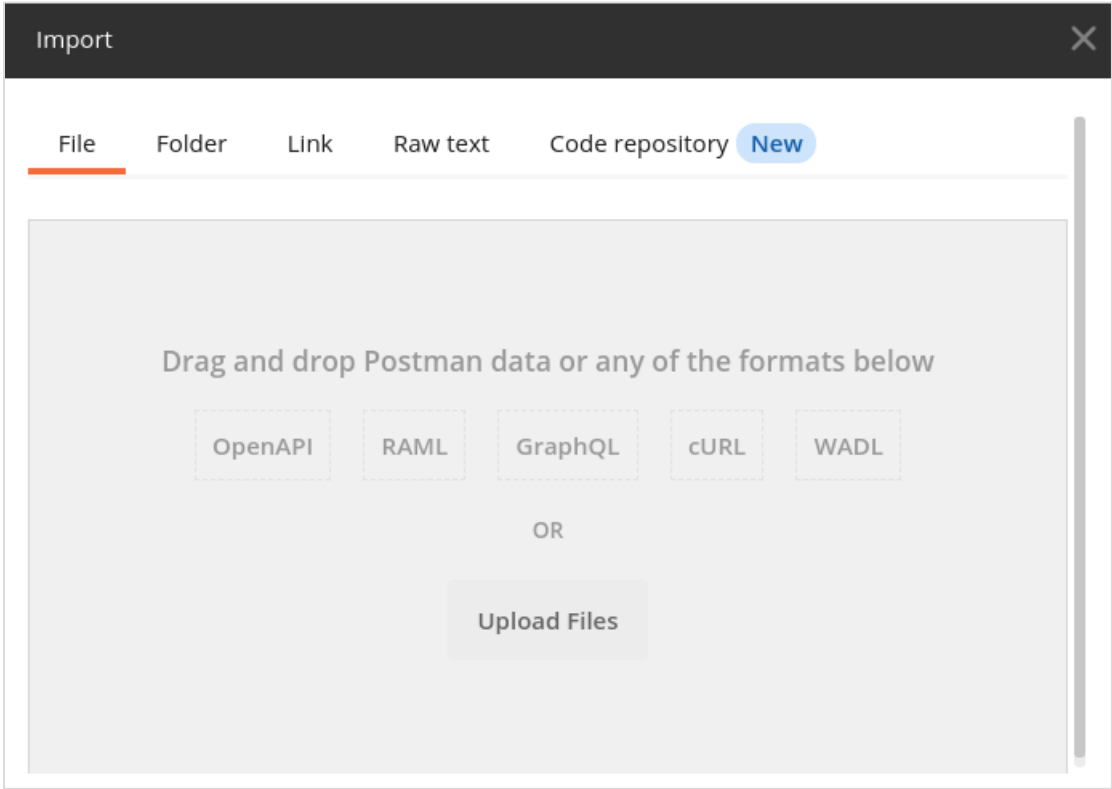 Import
File Folder Link Raw text Code repository New
Drag and drop Postman data or any of the formats below
OpenAPI RAML GraphQL cURL WADL
OR
Upload Files